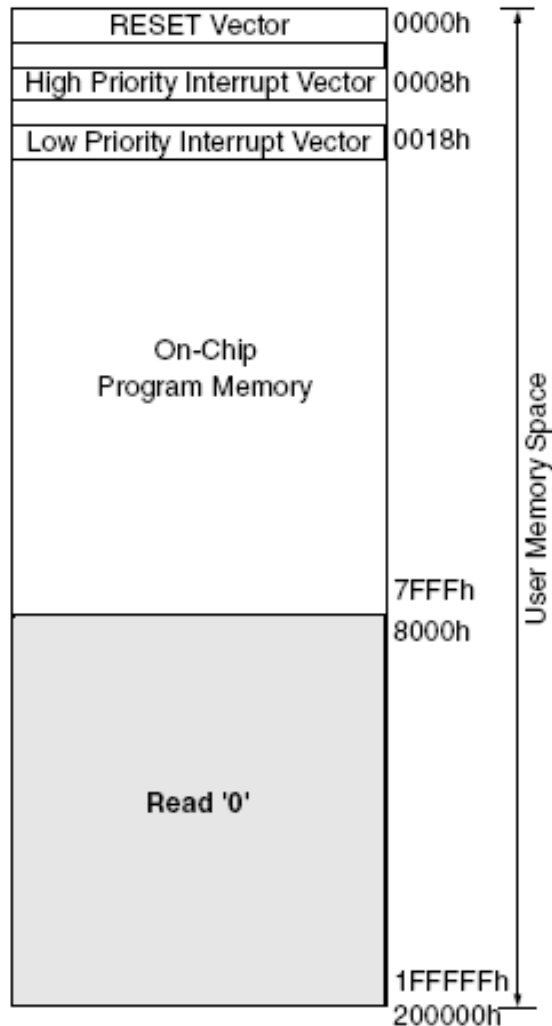 RESET Vector 0000h
High Priority Interrupt Vector 0008h
Low Priority Interrupt Vector 0018h
On-Chip
Program Memory
User Memory Space
7FFFh
8000h
Read '0'
1FFFFFh
200000h